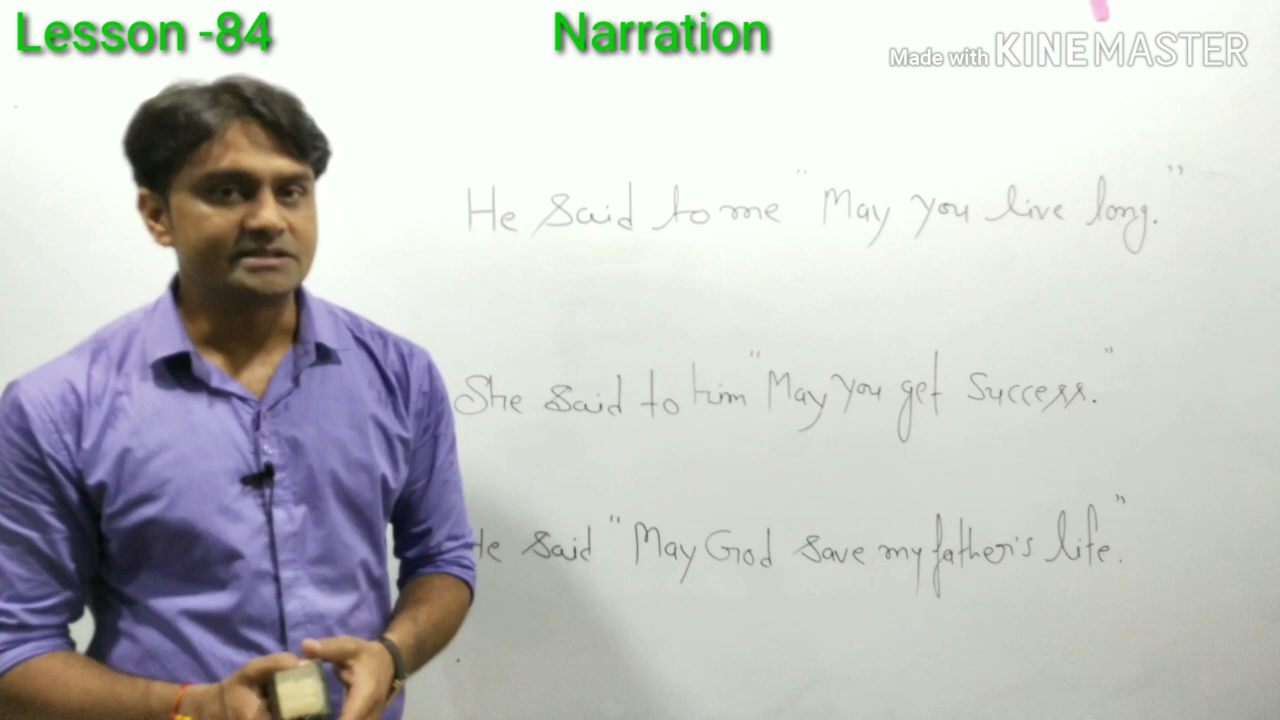 Lesson -84
Narration
Made with KINEMASTER
He said to me "May you live long."
She said to him "May you get success."
He said "May God save my father's life."